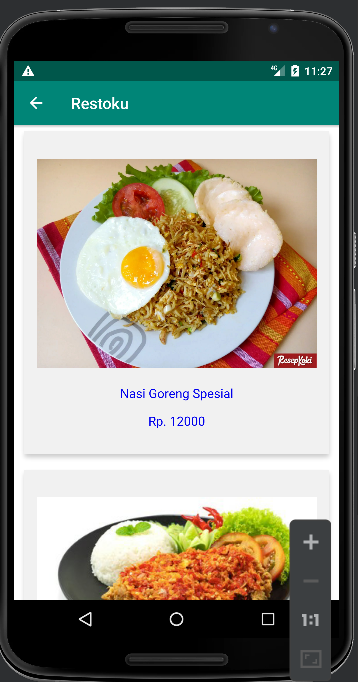 4G
11:27
Restoku
ResepKoki
Nasi Goreng Spesial
Rp. 12000
1:1